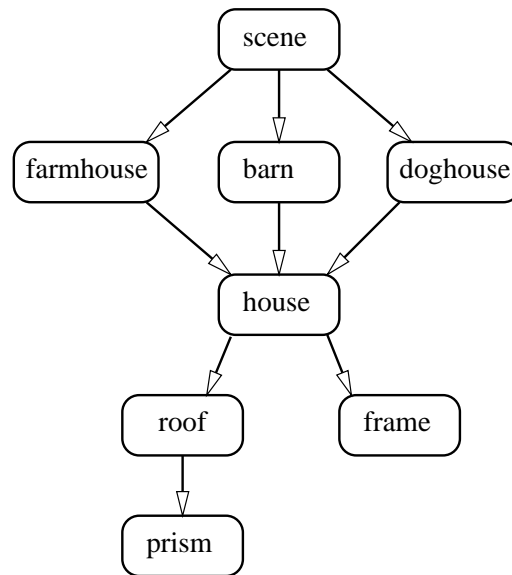 scene
farmhouse
barn
doghouse
house
roof
frame
prism